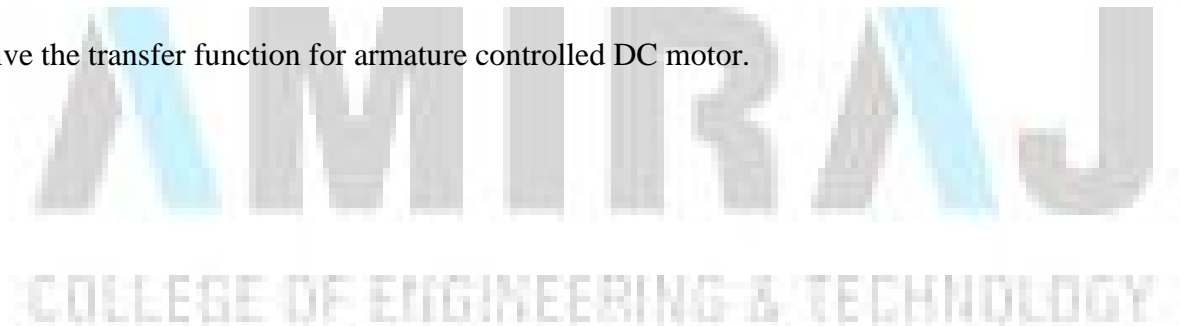 ive the transfer function for armature controlled DC motor.
AMIRAJ
COLLEGE OF ENGINEERING & TECHNOLOGY